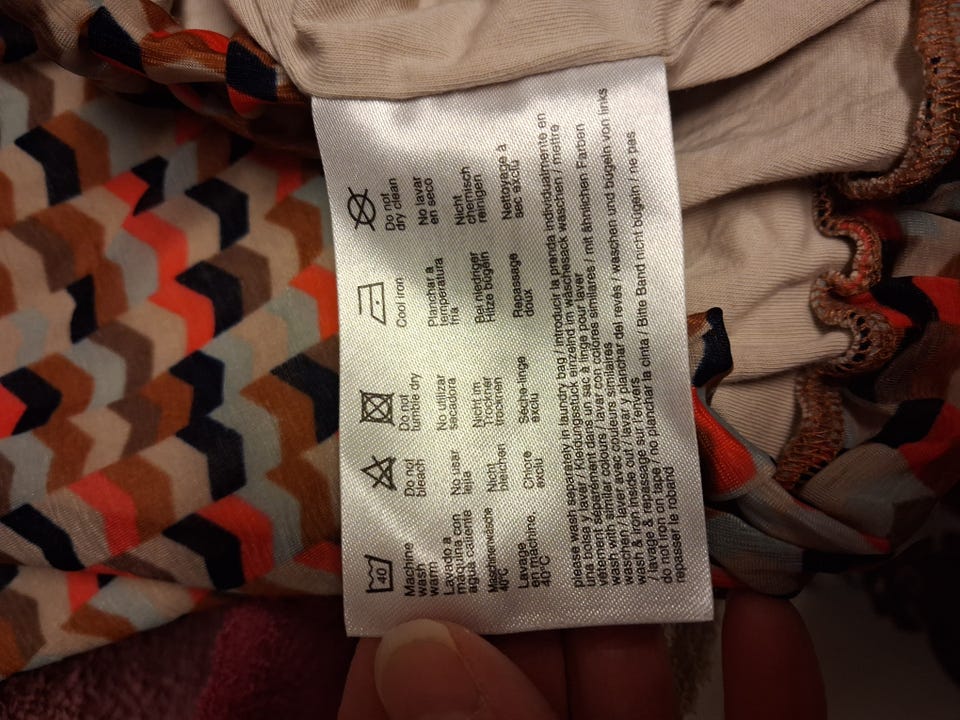 40
Machine
wash
warm
Lavado a
maquina con
agua caliente
Maschinenwäsche
40°C
Lavage
en machine,
40°C
Do not
bleach
No usar
lejia
Nicht
bleichen
Chlore
exclu
Do not
tumble dry
No utilizar
secadora
Nicht im
Trockner
trocknen
Sèche-linge
exclu
Cool iron
Planchar a
temperatura
fria
Bei niedriger
Hitze bügeln
Repassage
doux
Do not
dry clean
No lavar
en seco
Nicht
chemisch
reinigen
Nettoyage à
sec exclu
please wash separately in laundry bag / introducir la prenda individualmente en
una bolsa y lavar / Kleidungsstück einzelnd im wäschesack waschen / mettre
vêtement séparément dans un sac à linge pour laver
wash with similar colours / lavar con colores similares / mit ähnlichen Farben
waschen / laver avec couleurs similaires
wash & iron inside out / lavar y planchar del revés / waschen und bügeln von links
/ lavage & repassage sur l'envers
do not iron on tape / no planchar la cinta / Bitte Band nicht bügeln / ne pas
repasser le roband